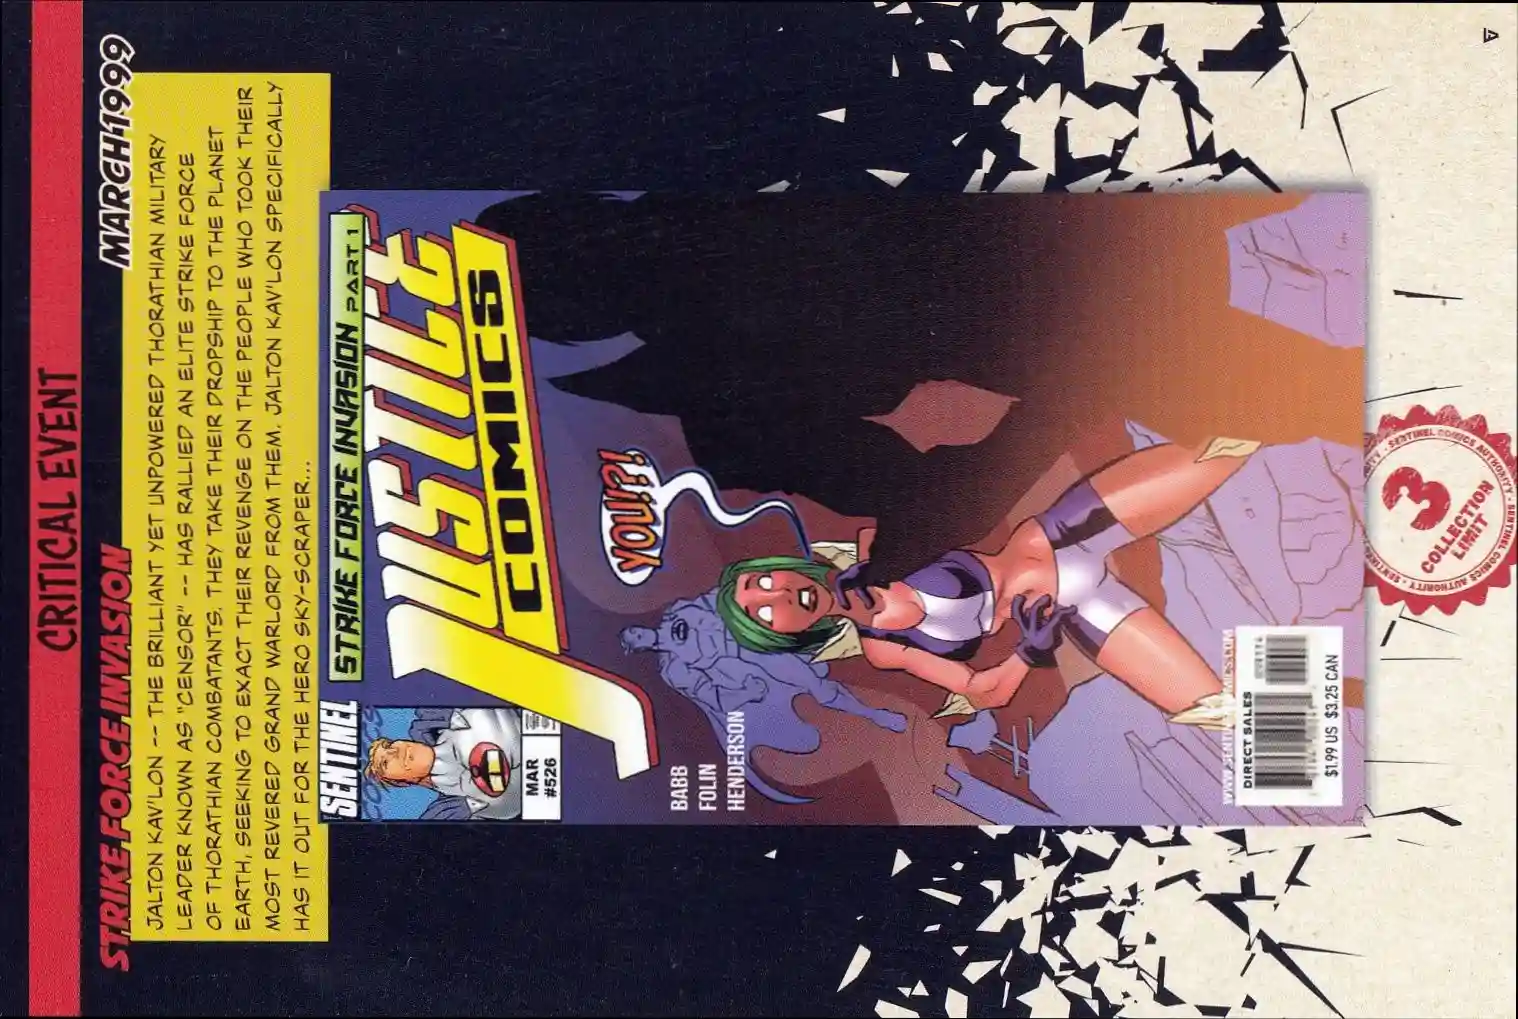 CRITICAL EVENT
STRIKE FORCE INVASION
MARCH 1999
JALTON KAV'LON -- THE BRILLIANT YET UNPOWERED THORATHIAN MILITARY
LEADER KNOWN AS "CENSOR" -- HAS RALLIED AN ELITE STRIKE FORCE
OF THORATHIAN COMBATANTS. THEY TAKE THEIR DROPSHIP TO THE PLANET
EARTH, SEEKING TO EXACT THEIR REVENGE ON THE PEOPLE WHO TOOK THEIR
MOST REVERED GRAND WARLORD FROM THEM. JALTON KAV'LON SPECIFICALLY
HAS IT OUT FOR THE HERO SKY-SCRAPER...
SENTINEL
COMICS
STRIKE FORCE INVASION PART 1
JUSTICE
COMICS
MAR
#526
YOU!?!
BABB
FOLIN
HENDERSON
DIRECT SALES
$1.99 US $3.25 CAN
3
COLLECTION
LIMIT
SENTINEL COMICS AUTHORITY